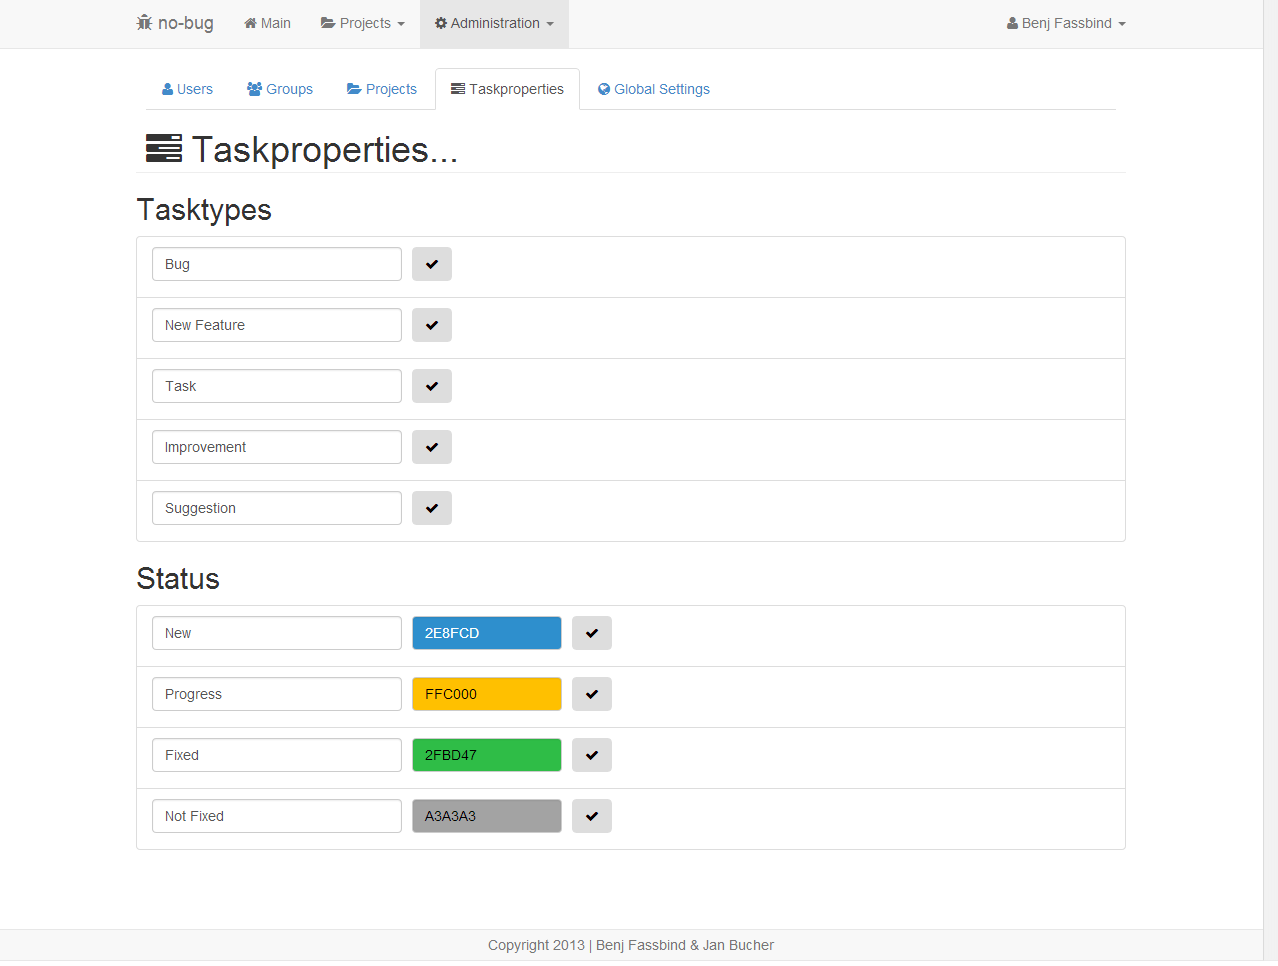 no-bug Main Projects Administration Benj Fassbind
Users Groups Projects Taskproperties Global Settings
Taskproperties...
Tasktypes
Bug
New Feature
Task
Improvement
Suggestion
Status
New 2E8FCD
Progress FFC000
Fixed 2FBD47
Not Fixed A3A3A3
Copyright 2013 | Benj Fassbind & Jan Bucher